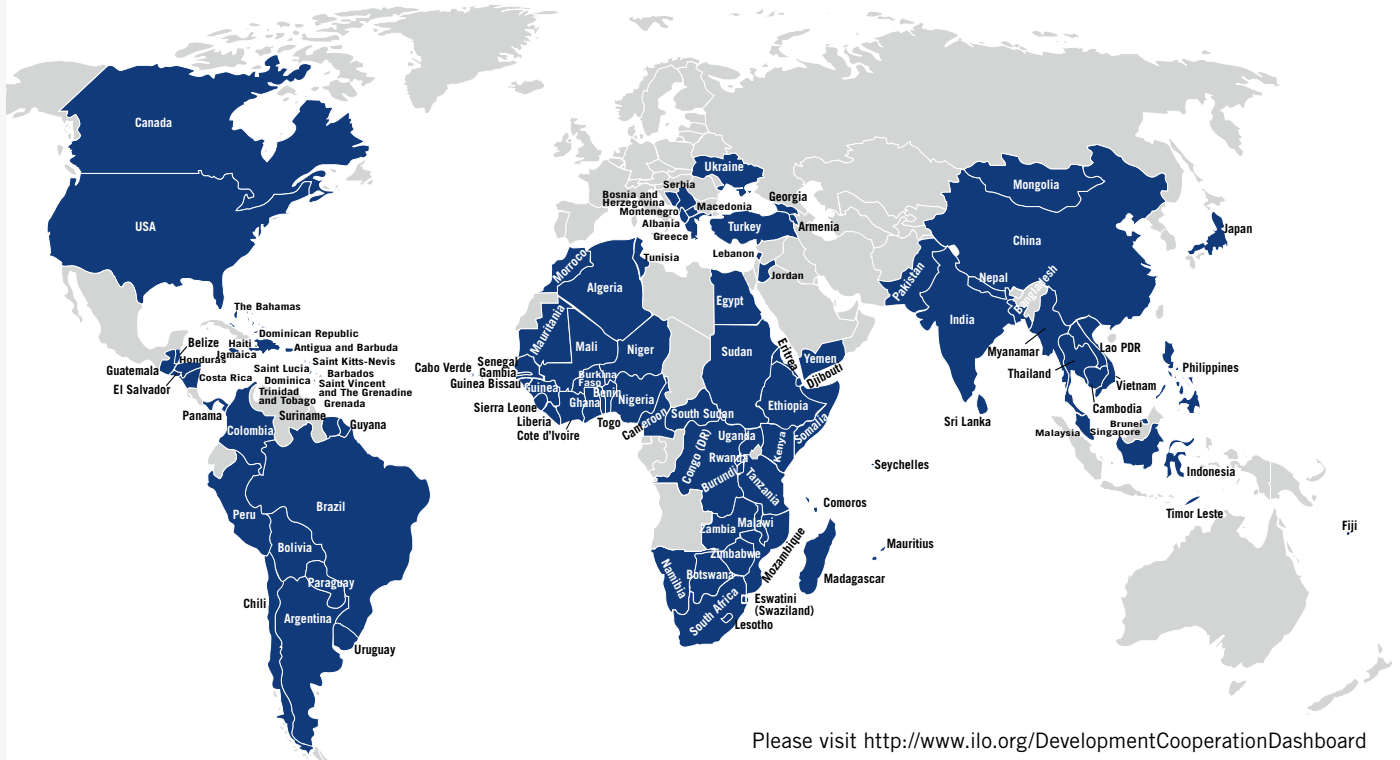 Canada
USA
Ukraine
Serbia
Bosnia and
Herzegovina
Montenegro
Macedonia
Albania
Greece
Georgia
Armenia
Turkey
Lebanon
Jordan
Mongolia
China
Japan
Morroco
Tunisia
Algeria
Egypt
Pakistan
Nepal
Bangladesh
India
Myanamar
Lao PDR
Thailand
Vietnam
Cambodia
Philippines
Sri Lanka
Malaysia
Brunei
Singapore
Indonesia
Timor Leste
Fiji
The Bahamas
Dominican Republic
Belize
Haiti
Jamaica
Antigua and Barbuda
Honduras
Guatemala
El Salvador
Costa Rica
Saint Lucia
Saint Kitts-Nevis
Barbados
Dominica
Saint Vincent
and The Grenadine
Trinidad
and Tobago
Grenada
Panama
Suriname
Guyana
Colombia
Peru
Brazil
Bolivia
Paraguay
Chili
Argentina
Uruguay
Mauritania
Mali
Niger
Sudan
Eritrea
Yemen
Djibouti
Cabo Verde
Senegal
Gambia
Guinea Bissau
Guinea
Burkina
Faso
Benin
Ghana
Nigeria
Sierra Leone
Liberia
Cote d'Ivoire
Togo
Cameroon
South Sudan
Ethiopia
Somalia
Congo (DR)
Uganda
Kenya
Rwanda
Burundi
Tanzania
Seychelles
Comoros
Zambia
Malawi
Mauritius
Zimbabwe
Mozambique
Madagascar
Namibia
Botswana
South Africa
Eswatini
(Swaziland)
Lesotho
Please visit http://www.ilo.org/DevelopmentCooperationDashboard